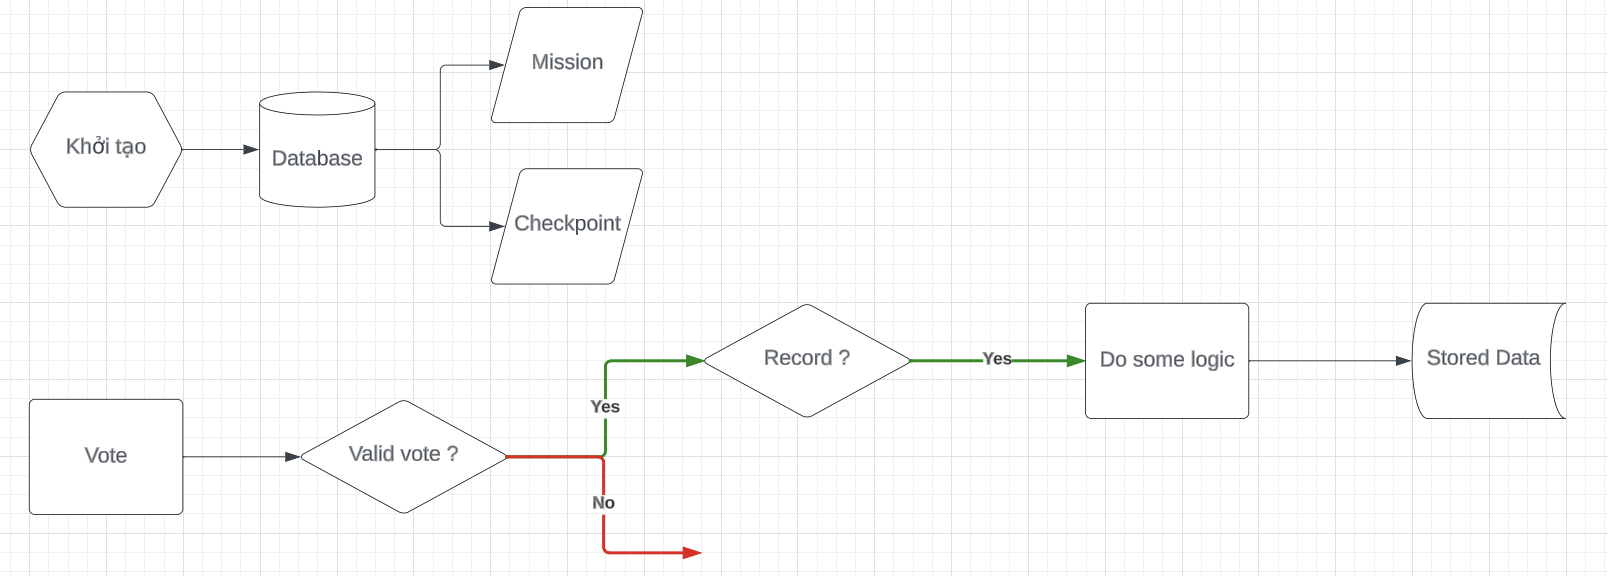 Mission
Khởi tạo
Database
Checkpoint
Record ?
Yes
Do some logic
Stored Data
Yes
Vote
Valid vote ?
No